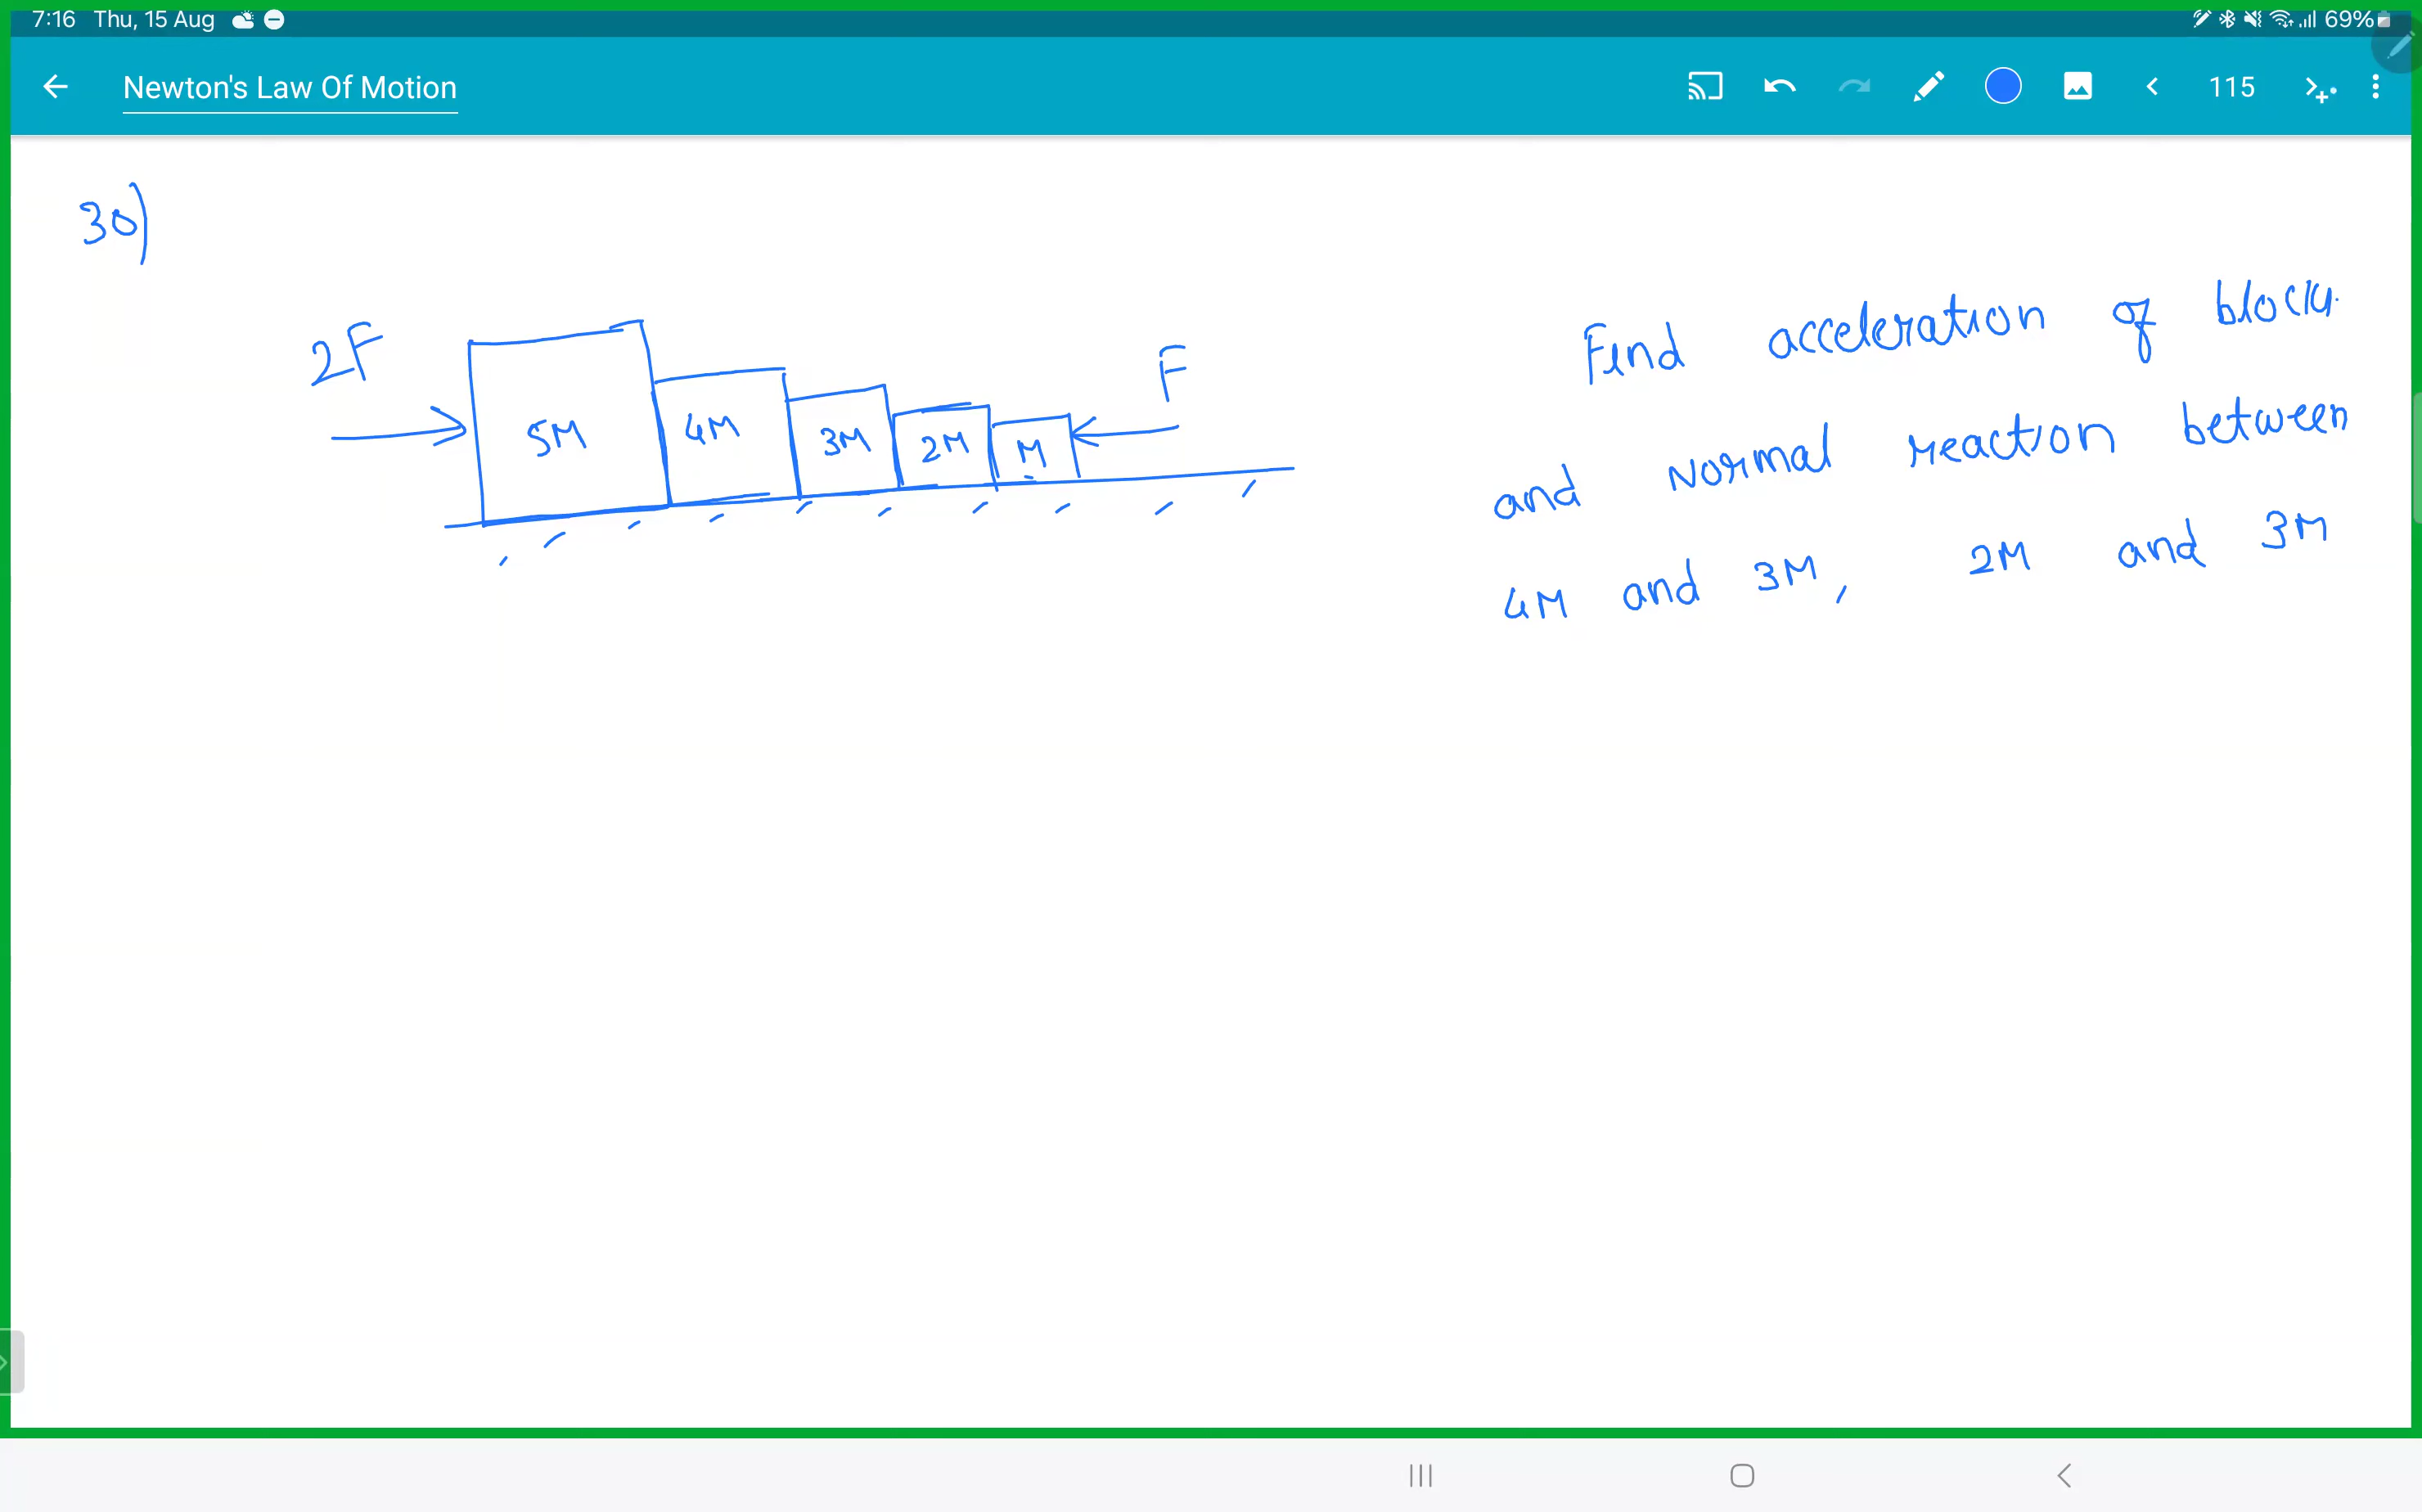 7:16 Thu, 15 Aug 69%
Newton's Law Of Motion 115
30)
2F
F
5M 4M 3M 2M M
Find acceleration of block.
and Normal reaction between
4M and 3M, 2M and 3M